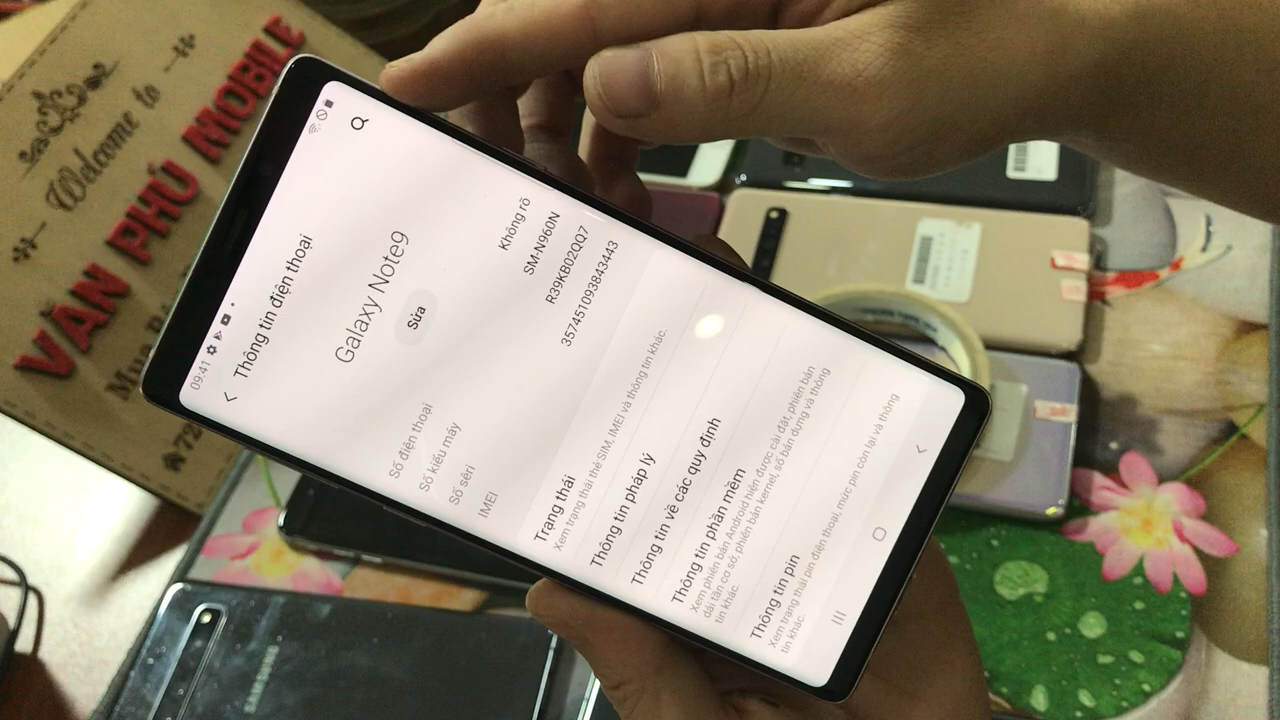 Welcome to
VĂN PHÚ MOBILE
09:41
Thông tin điện thoại
Galaxy Note9
Sửa
Số điện thoại Không rõ
Số kiểu máy SM-N960N
Số sêri R39KB02QQ7
IMEI 357451093843443
Trạng thái
Xem trạng thái thẻ SIM, IMEI và thông tin khác.
Thông tin pháp lý
Thông tin về các quy định
Thông tin phần mềm
Xem phiên bản Android hiện được cài đặt, phiên bản
dải tần cơ sở, phiên bản kernel, số bản dựng và thông
tin khác.
Thông tin pin
Xem trạng thái pin điện thoại, mức pin còn lại và thông
tin khác.
SAMSUNG